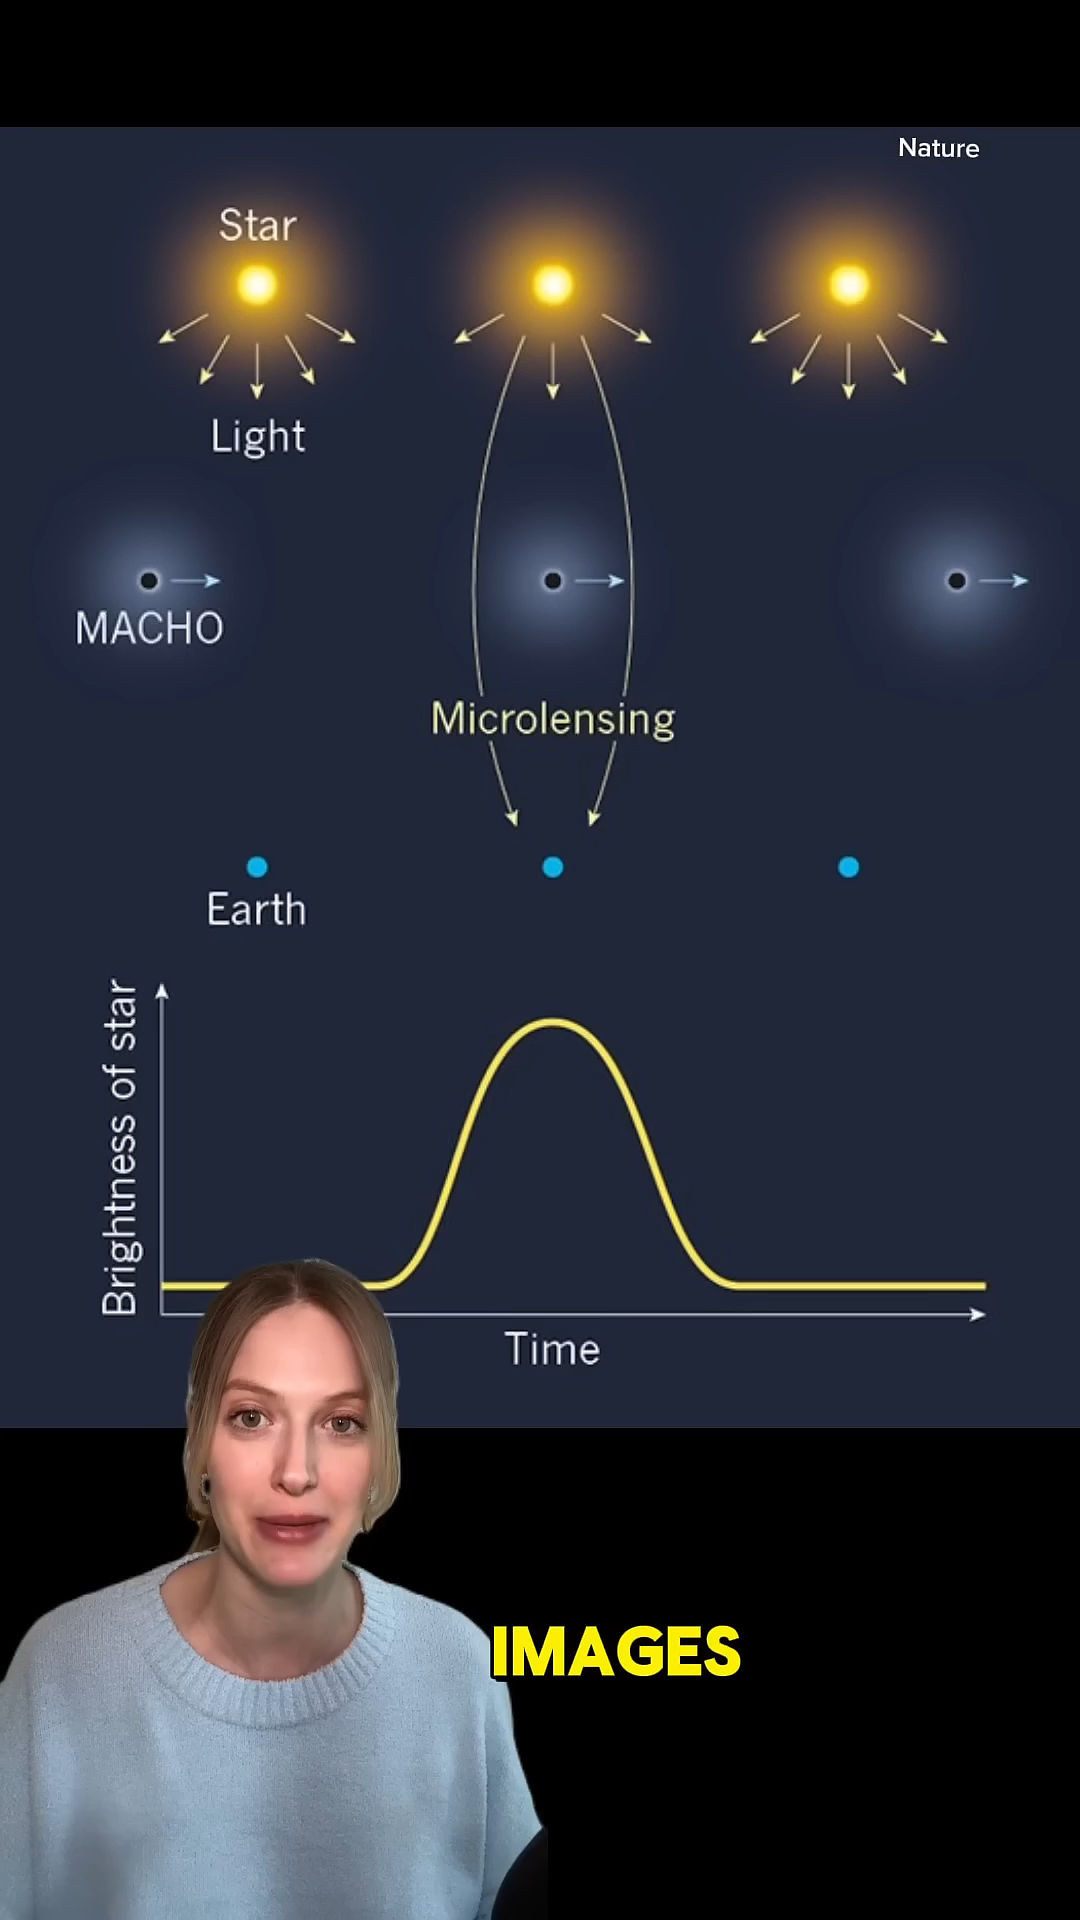 Nature
Star
Light
MACHO
Microlensing
Earth
Brightness of star
Time
IMAGES